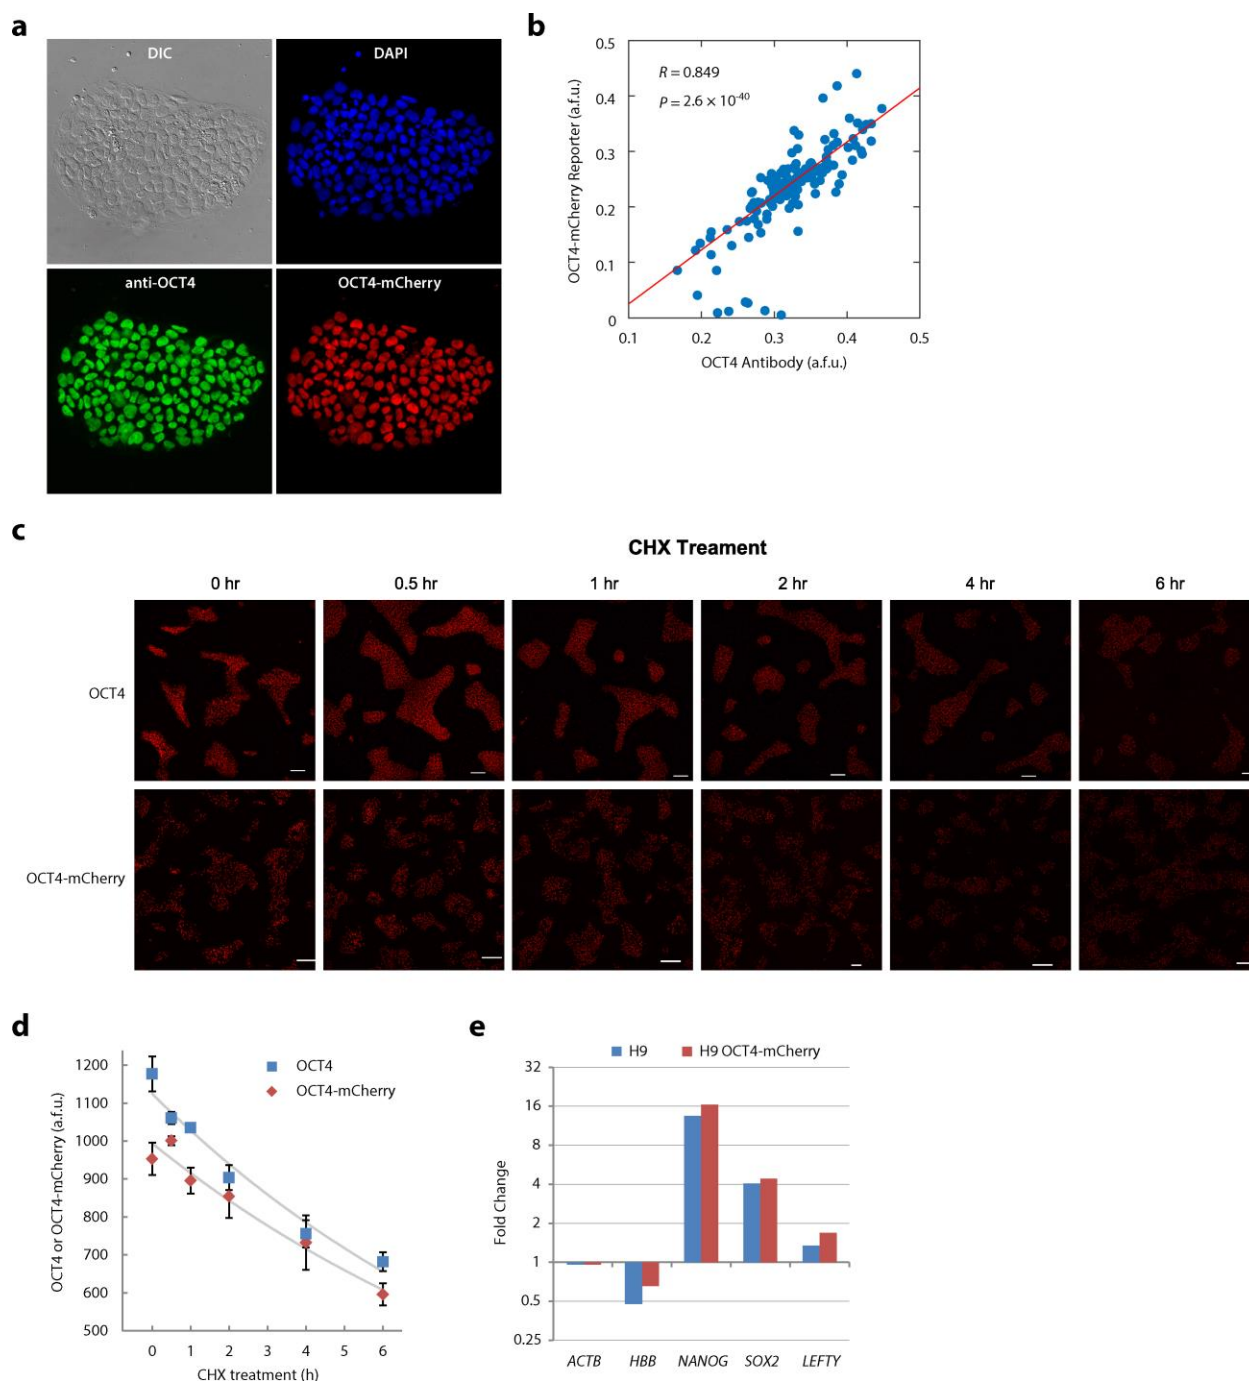 a
DIC
DAPI
anti-OCT4
OCT4-mCherry
b
0.5
0.4
0.3
0.2
0.1
0
R = 0.849
P = 2.6 × 10⁻⁴⁰
OCT4-mCherry Reporter (a.f.u.)
0.1 0.2 0.3 0.4 0.5
OCT4 Antibody (a.f.u.)
c
CHX Treament
0 hr 0.5 hr 1 hr 2 hr 4 hr 6 hr
OCT4
OCT4-mCherry
d
OCT4 or OCT4-mCherry (a.f.u.)
1200
1100
1000
900
800
700
600
500
OCT4
OCT4-mCherry
0 1 2 3 4 5 6
CHX treatment (h)
e
H9 H9 OCT4-mCherry
Fold Change
32
16
8
4
2
1
0.5
0.25
ACTB HBB NANOG SOX2 LEFTY